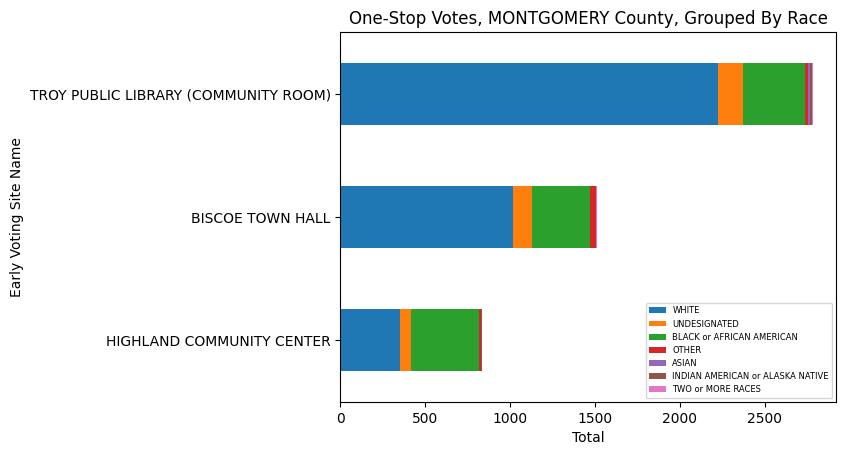 One-Stop Votes, MONTGOMERY County, Grouped By Race
Early Voting Site Name
TROY PUBLIC LIBRARY (COMMUNITY ROOM)
BISCOE TOWN HALL
HIGHLAND COMMUNITY CENTER
WHITE
UNDESIGNATED
BLACK or AFRICAN AMERICAN
OTHER
ASIAN
INDIAN AMERICAN or ALASKA NATIVE
TWO or MORE RACES
0 500 1000 1500 2000 2500
Total